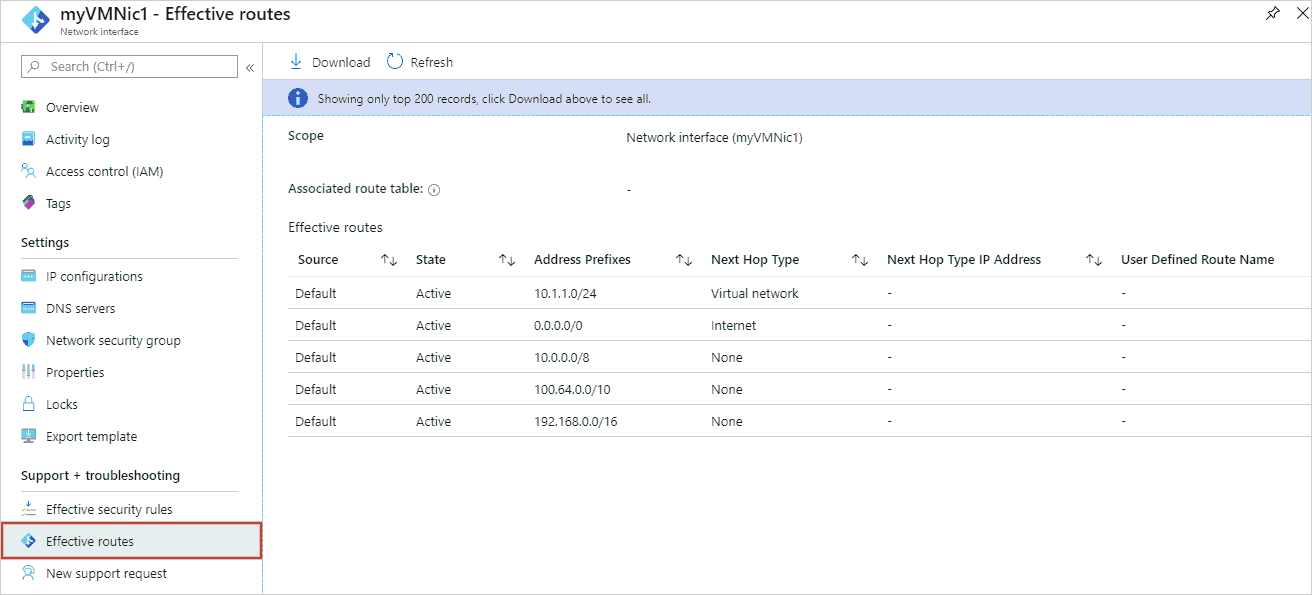 myVMNic1 - Effective routes
Network interface
Search (Ctrl+/)
«
Overview
Activity log
Access control (IAM)
Tags
Settings
IP configurations
DNS servers
Network security group
Properties
Locks
Export template
Support + troubleshooting
Effective security rules
Effective routes
New support request
Download Refresh
Showing only top 200 records, click Download above to see all.
Scope Network interface (myVMNic1)
Associated route table: -
Effective routes
Source State Address Prefixes Next Hop Type Next Hop Type IP Address User Defined Route Name
Default Active 10.1.1.0/24 Virtual network - -
Default Active 0.0.0.0/0 Internet - -
Default Active 10.0.0.0/8 None - -
Default Active 100.64.0.0/10 None - -
Default Active 192.168.0.0/16 None - -